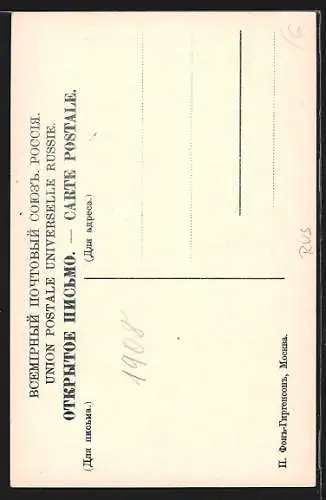 ВСЕМІРНЫЙ ПОЧТОВЫЙ СОЮЗЪ. РОССІЯ.
UNION POSTALE UNIVERSELLE RUSSIE.
ОТКРЫТОЕ ПИСЬМО. — CARTE POSTALE.
(Для письма.) (Для адреса.)
1908
П. Фонъ-Гиргенсонъ, Москва.
RUS